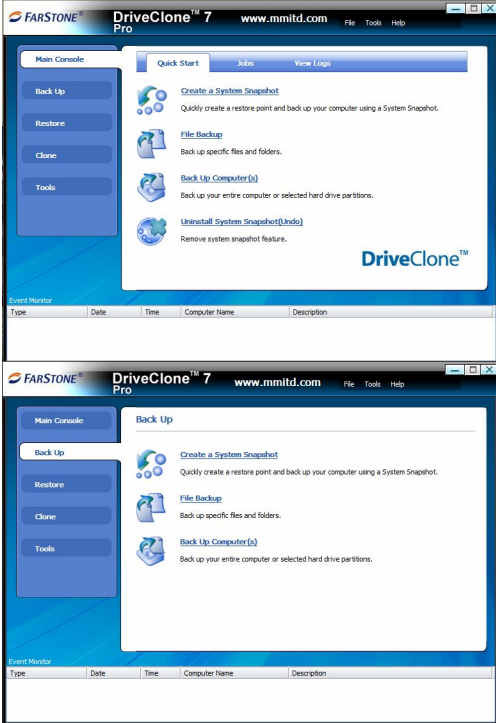 FARSTONE®
DriveClone™ 7
Pro
www.mmitd.com
File Tools Help
Main Console
Back Up
Restore
Clone
Tools
Quick Start Jobs View Logs
Create a System Snapshot
Quickly create a restore point and back up your computer using a System Snapshot.
File Backup
Back up specific files and folders.
Back Up Computer(s)
Back up your entire computer or selected hard drive partitions.
Uninstall System Snapshot(Undo)
Remove system snapshot feature.
DriveClone™
Event Monitor
Type Date Time Computer Name Description
FARSTONE®
DriveClone™ 7
Pro
www.mmitd.com
File Tools Help
Main Console
Back Up
Restore
Clone
Tools
Back Up
Create a System Snapshot
Quickly create a restore point and back up your computer using a System Snapshot.
File Backup
Back up specific files and folders.
Back Up Computer(s)
Back up your entire computer or selected hard drive partitions.
Event Monitor
Type Date Time Computer Name Description